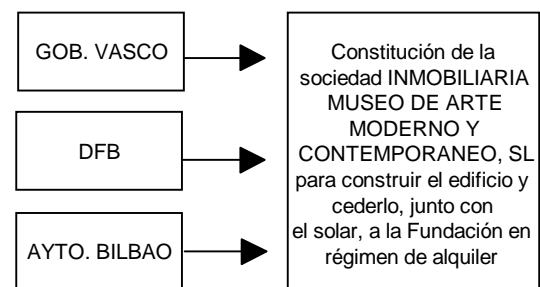 GOB. VASCO
DFB
AYTO. BILBAO
Constitución de la
sociedad INMOBILIARIA
MUSEO DE ARTE
MODERNO Y
CONTEMPORANEO, SL
para construir el edificio y
cederlo, junto con
el solar, a la Fundación en
régimen de alquiler